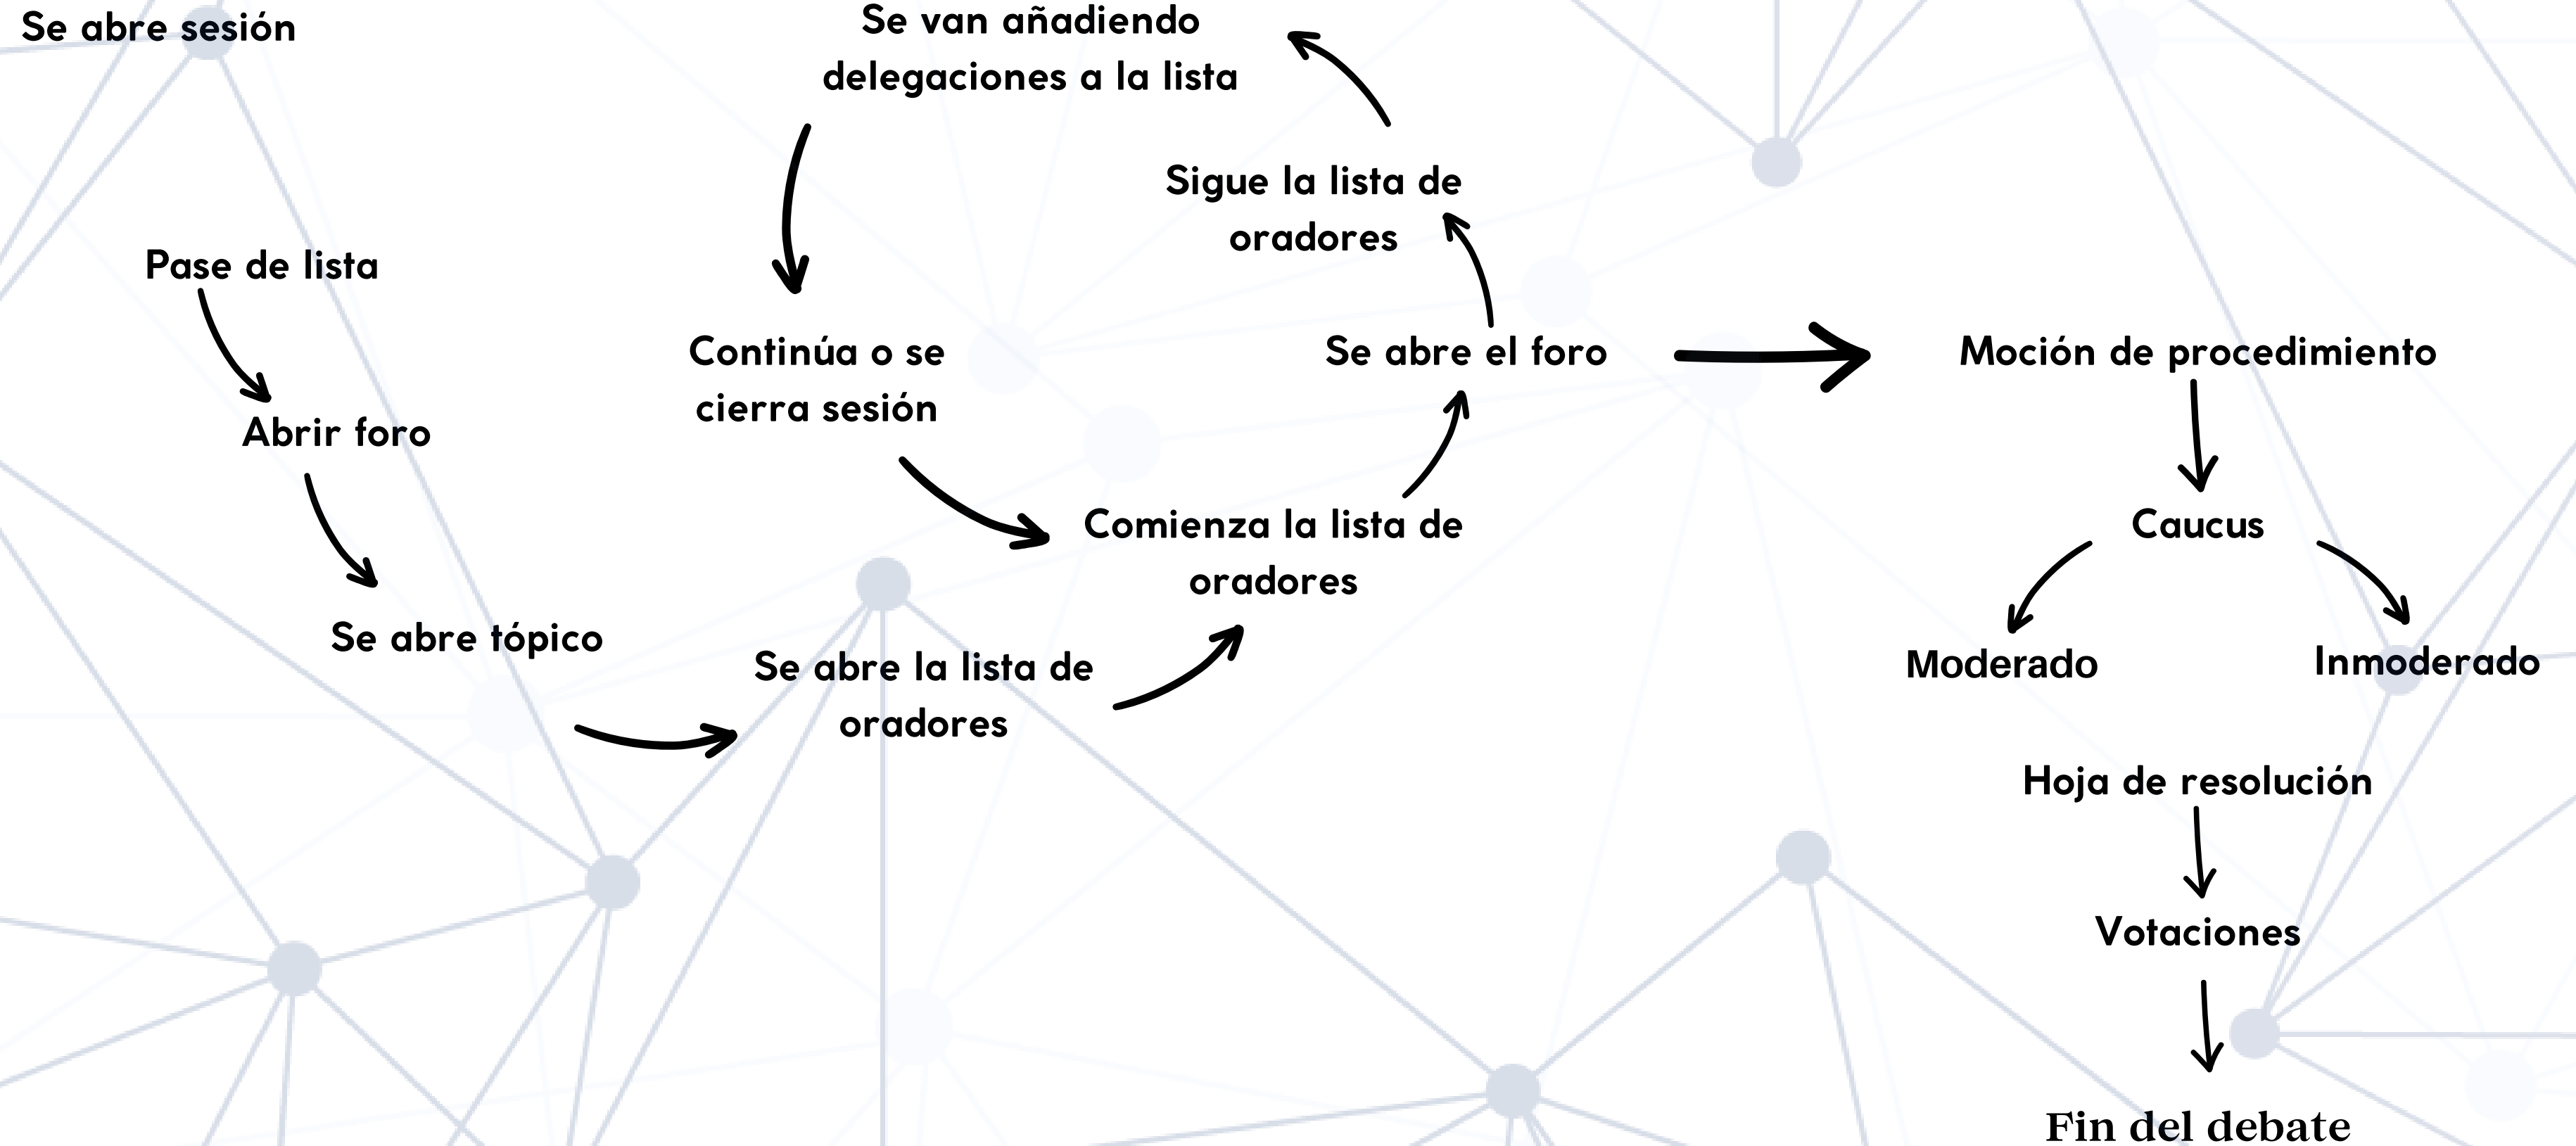 Se abre sesión
Pase de lista
Abrir foro
Se abre tópico
Se abre la lista de
oradores
Comienza la lista de
oradores
Se abre el foro
Sigue la lista de
oradores
Se van añadiendo
delegaciones a la lista
Continúa o se
cierra sesión
Moción de procedimiento
Caucus
Moderado
Inmoderado
Hoja de resolución
Votaciones
Fin del debate